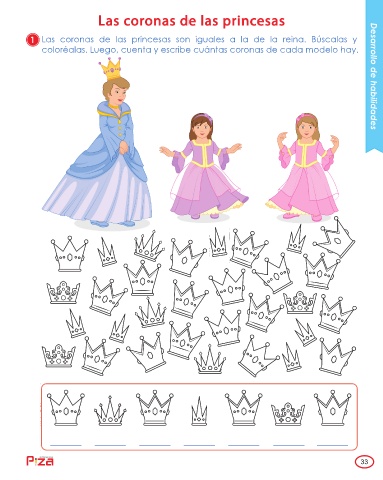 Las coronas de las princesas
1 Las coronas de las princesas son iguales a la de la reina. Búscalas y
coloréalas. Luego, cuenta y escribe cuántas coronas de cada modelo hay.
Desarrollo de habilidades
Piza
33